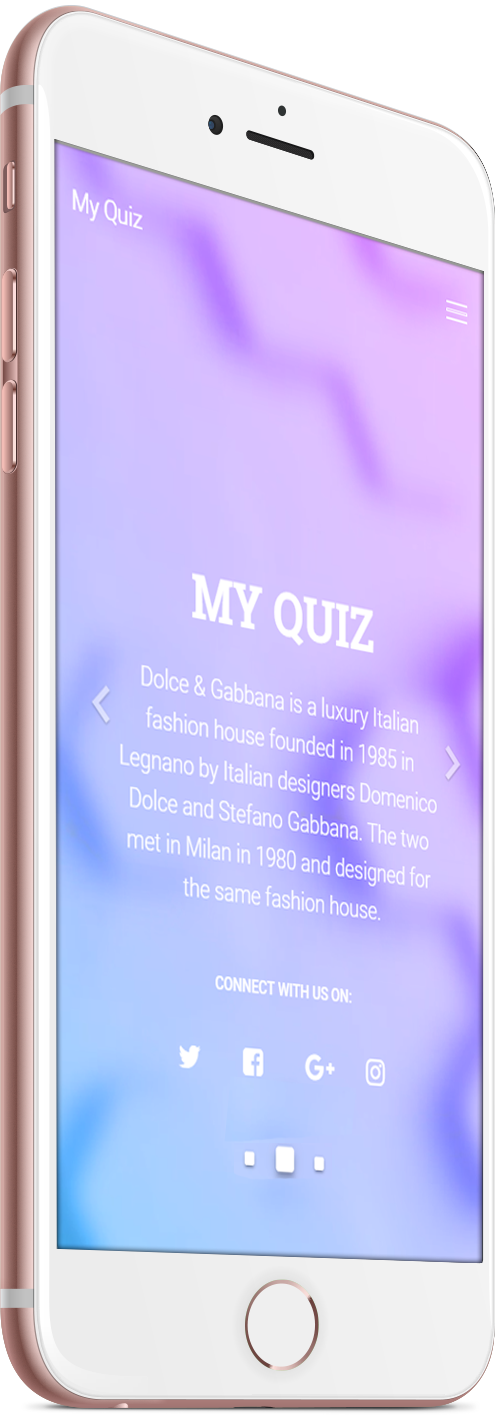 My Quiz
MY QUIZ
Dolce & Gabbana is a luxury Italian
fashion house founded in 1985 in
Legnano by Italian designers Domenico
Dolce and Stefano Gabbana. The two
met in Milan in 1980 and designed for
the same fashion house.
CONNECT WITH US ON:
G+